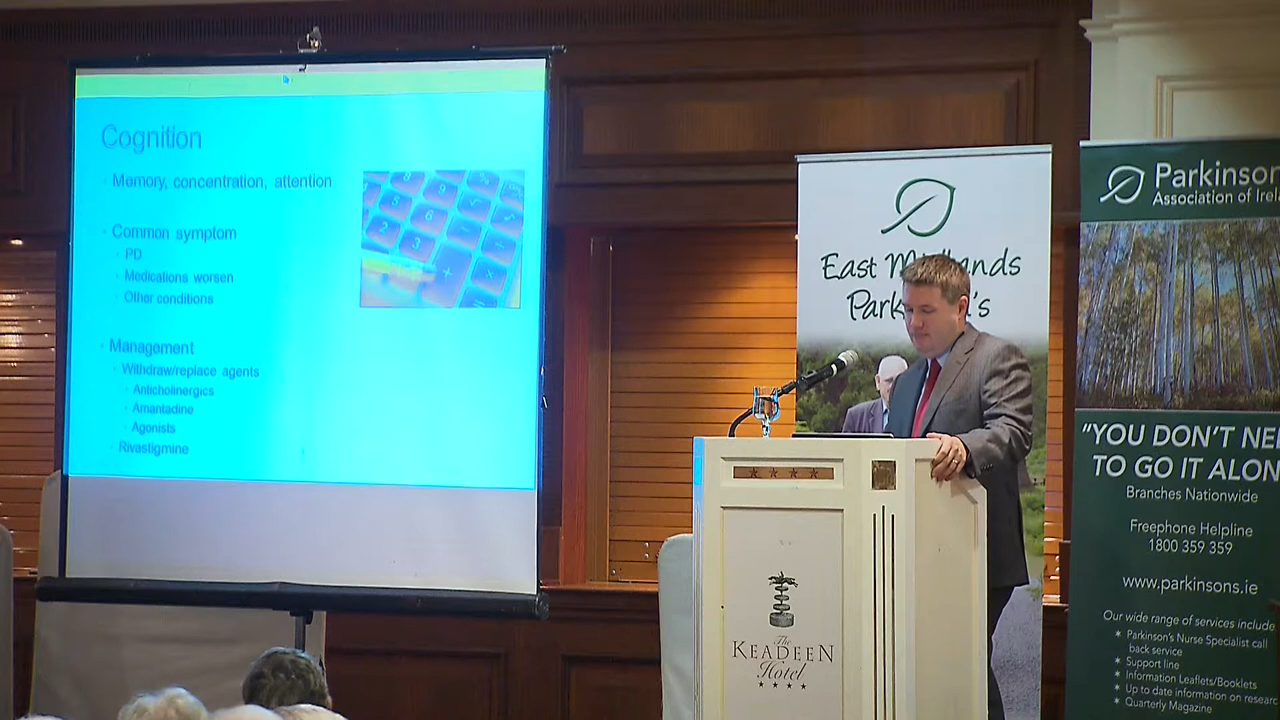 Cognition
Memory, concentration, attention
Common symptom
PD
Medications worsen
Other conditions
Management
Withdraw/replace agents
Anticholinergics
Amantadine
Agonists
Rivastigmine
East Midlands
Parkinson's
The
KEADEEN
Hotel
Parkinson
Association of Irela
"YOU DON'T NE
TO GO IT ALON
Branches Nationwide
Freephone Helpline
1800 359 359
www.parkinsons.ie
Our wide range of services include
* Parkinson's Nurse Specialist call
back service
* Support line
* Information Leaflets/Booklets
* Up to date information on researc
* Quarterly Magazine